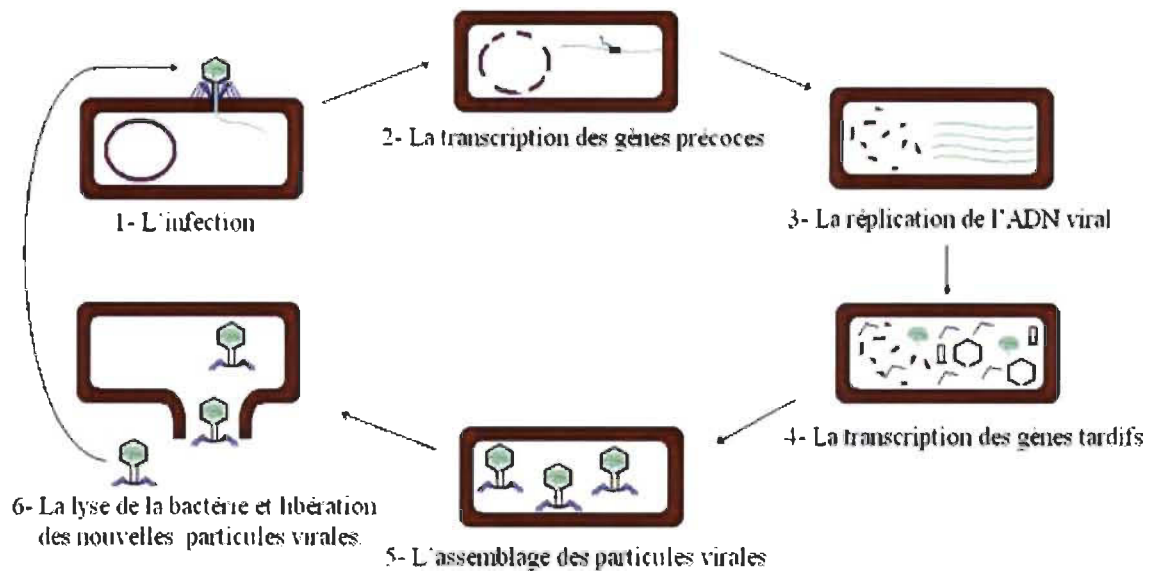 1- L'infection
2- La transcription des gènes précoces
3- La réplication de l'ADN viral
4- La transcription des gènes tardifs
5- L'assemblage des particules virales
6- La lyse de la bactérie et libération
des nouvelles particules virales.